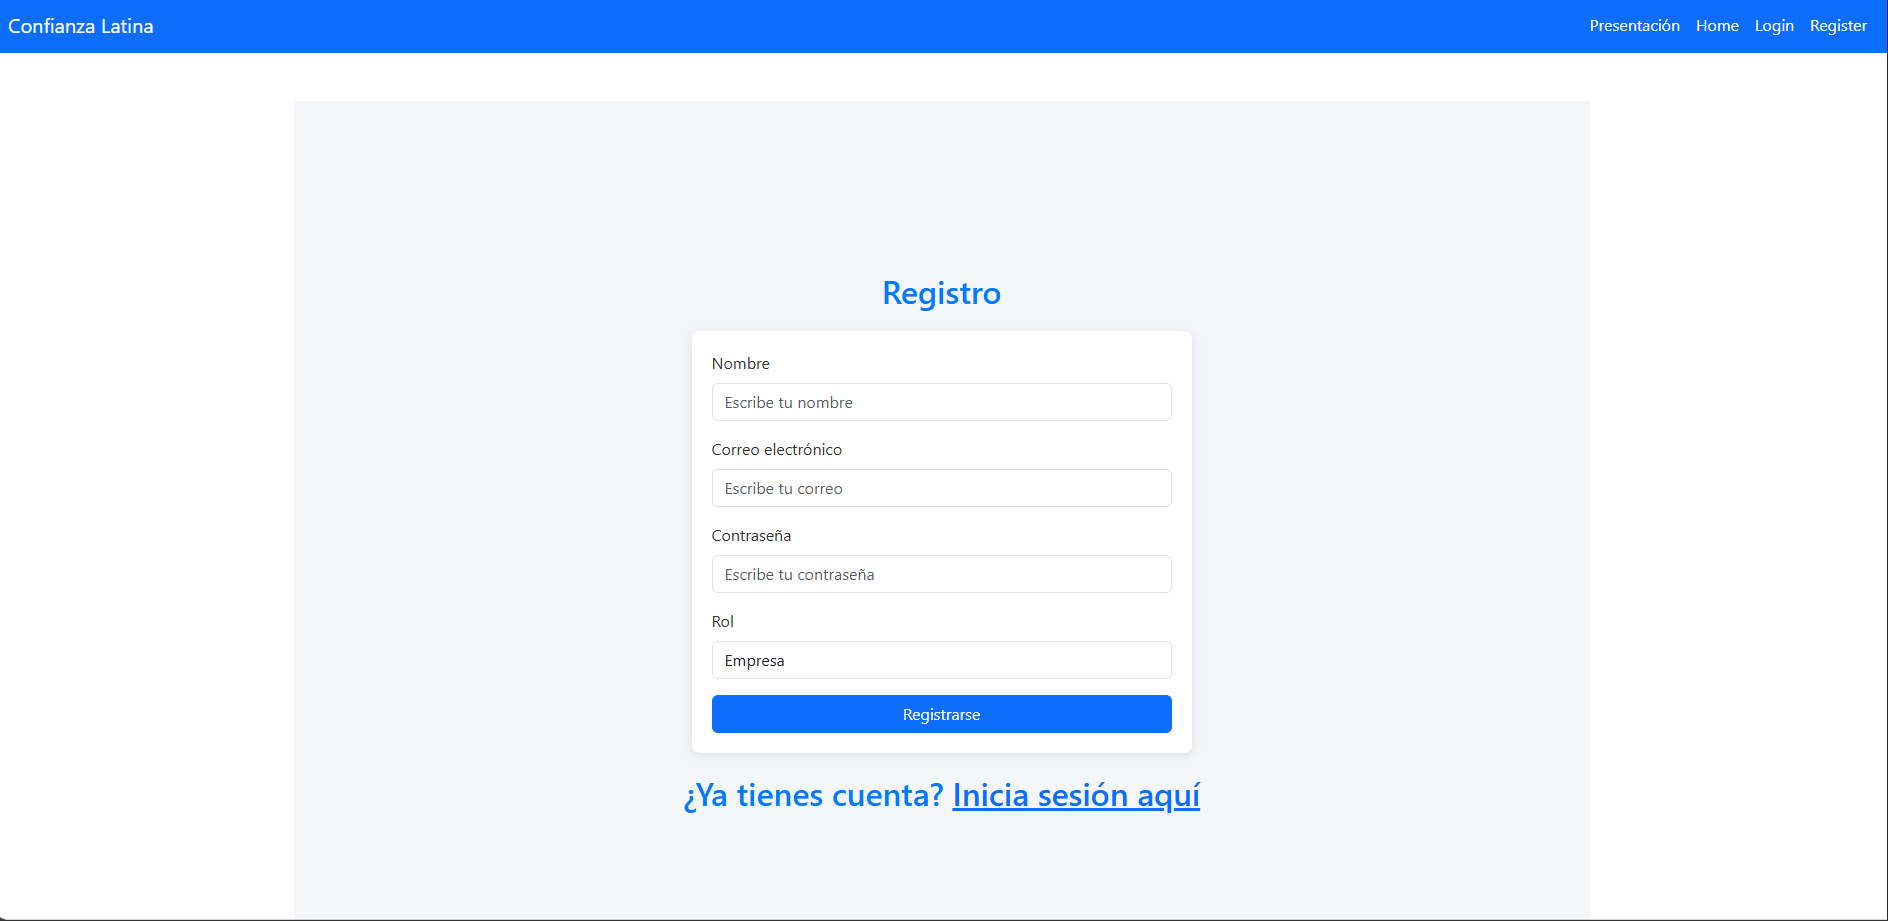 Confianza Latina
Presentación Home Login Register
Registro
Nombre
Escribe tu nombre
Correo electrónico
Escribe tu correo
Contraseña
Escribe tu contraseña
Rol
Empresa
Registrarse
¿Ya tienes cuenta? Inicia sesión aquí